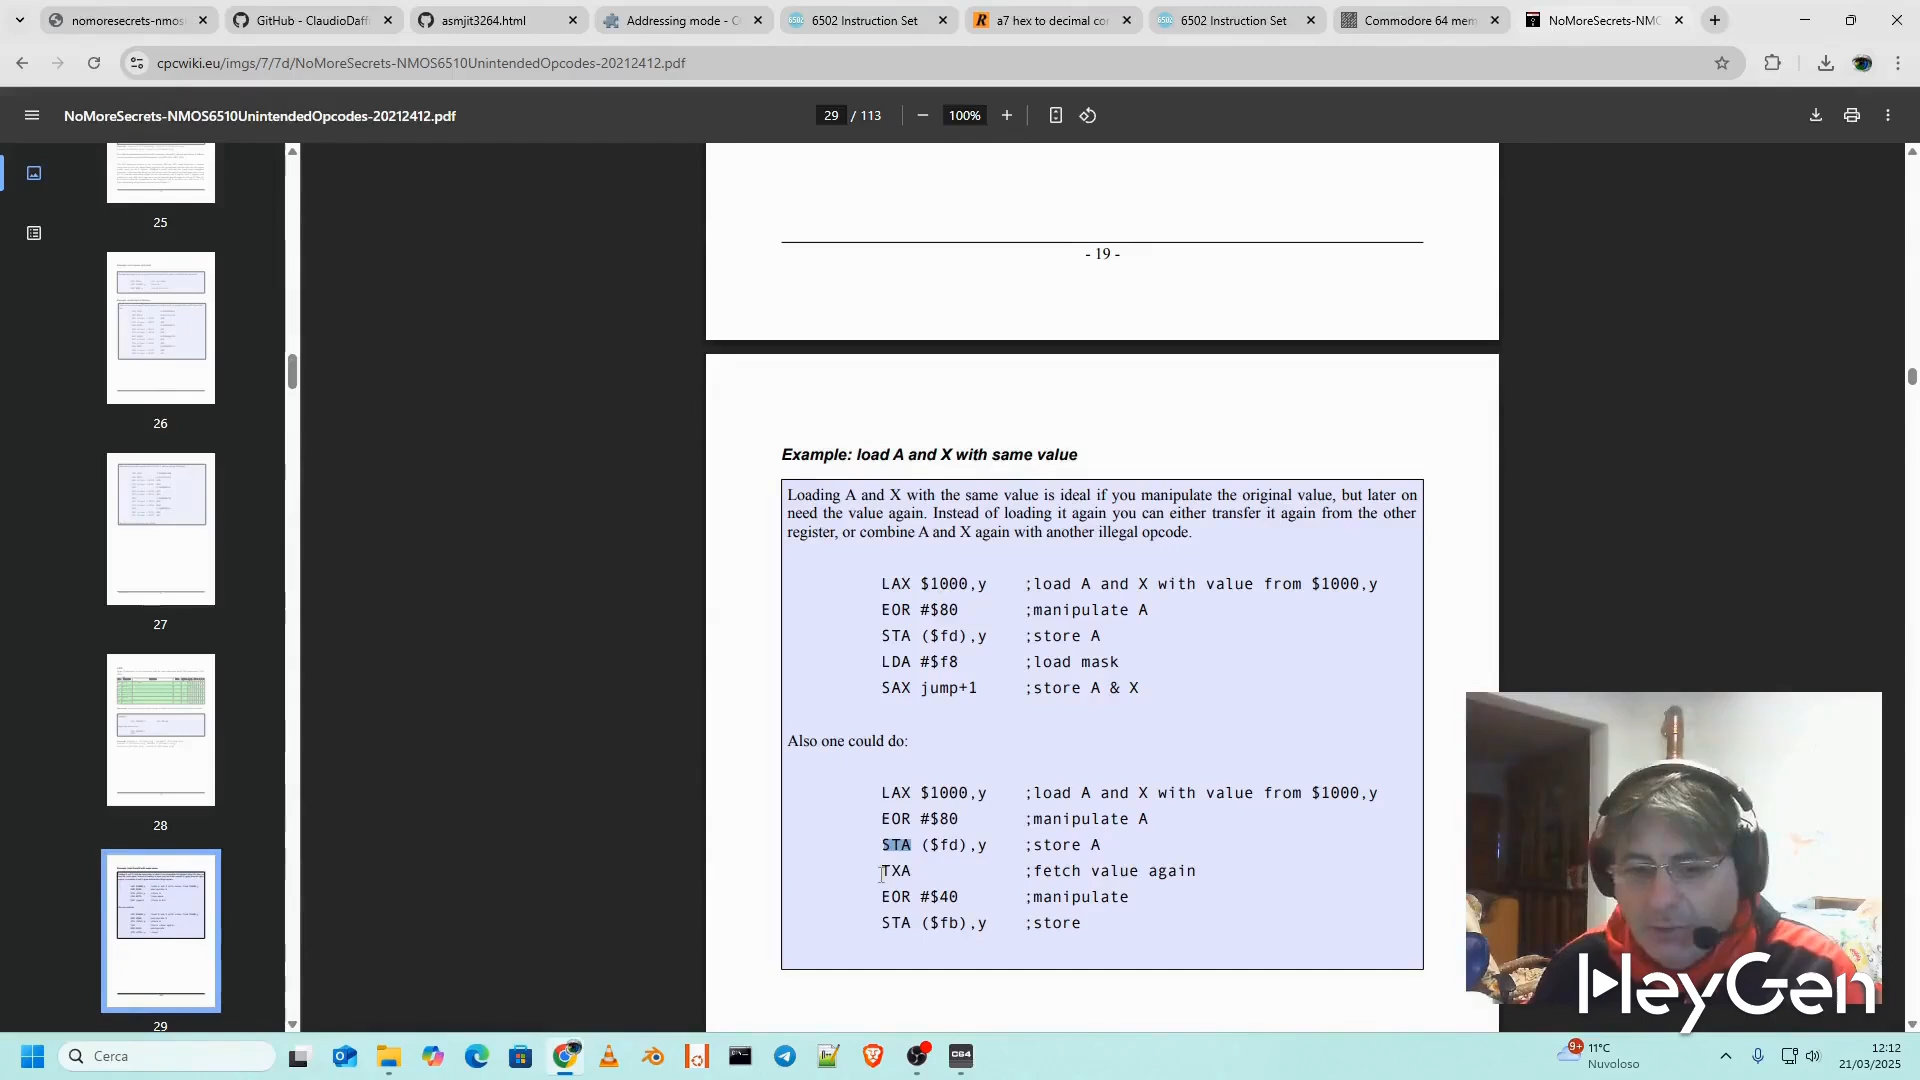 nomoresecrets-nmos
GitHub - ClaudioDaffr
asmjit3264.html
Addressing mode - C
6502 Instruction Set
a7 hex to decimal co
6502 Instruction Set
Commodore 64 mem
NoMoreSecrets-NMO
cpcwiki.eu/imgs/7/7d/NoMoreSecrets-NMOS6510UnintendedOpcodes-20212412.pdf
NoMoreSecrets-NMOS6510UnintendedOpcodes-20212412.pdf
29 / 113
100%
25
26
27
28
29
- 19 -
Example: load A and X with same value
Loading A and X with the same value is ideal if you manipulate the original value, but later on
need the value again. Instead of loading it again you can either transfer it again from the other
register, or combine A and X again with another illegal opcode.
LAX $1000,y ;load A and X with value from $1000,y
EOR #$80 ;manipulate A
STA ($fd),y ;store A
LDA #$f8 ;load mask
SAX jump+1 ;store A & X
Also one could do:
LAX $1000,y ;load A and X with value from $1000,y
EOR #$80 ;manipulate A
STA ($fd),y ;store A
TXA ;fetch value again
EOR #$40 ;manipulate
STA ($fb),y ;store
HeyGen
Cerca
C64
9+
11°C
Nuvoloso
12:12
21/03/2025